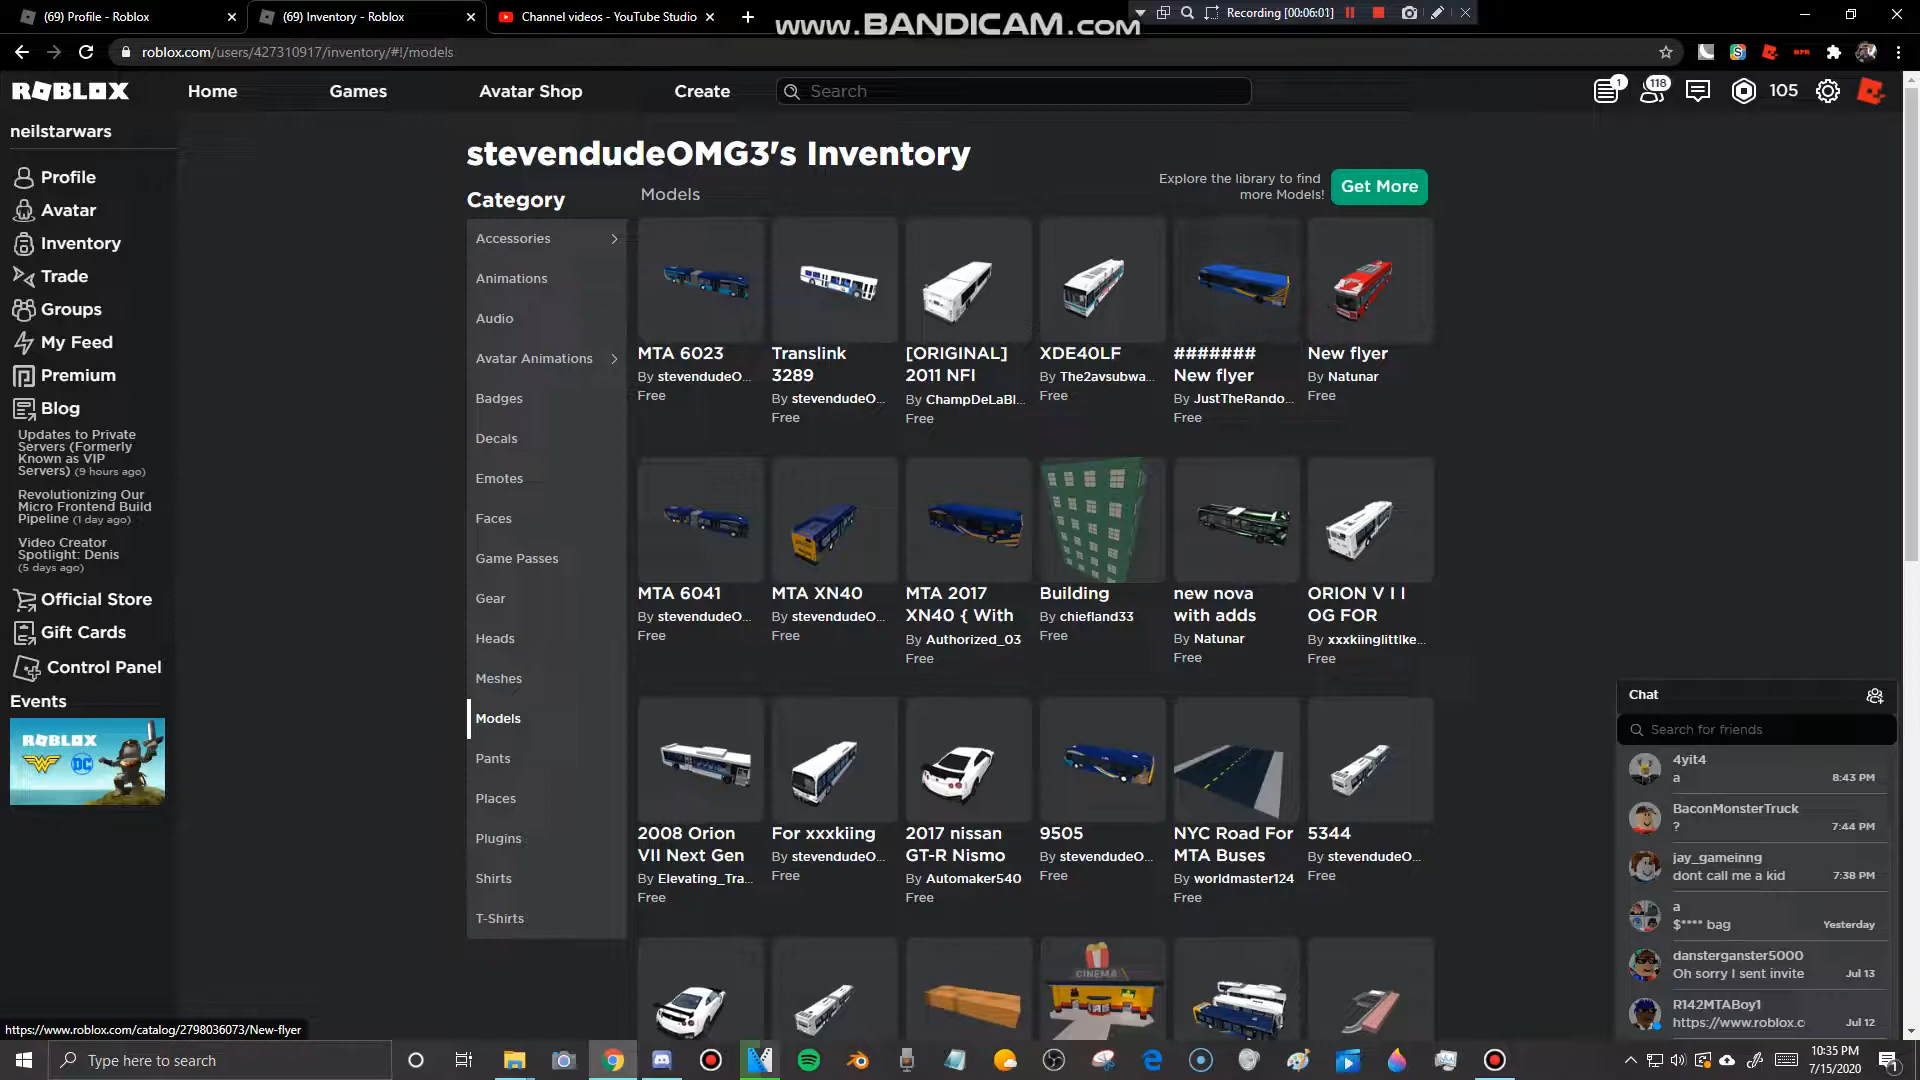 (69) Profile - Roblox
(69) Inventory - Roblox
Channel videos - YouTube Studio
www.BANDICAM.com
Recording [00:06:01]
roblox.com/users/427310917/inventory/#!/models
ROBLOX
Home
Games
Avatar Shop
Create
Search
1
118
105
neilstarwars
Profile
Avatar
Inventory
Trade
Groups
My Feed
Premium
Blog
Updates to Private
Servers (Formerly
Known as VIP
Servers) (9 hours ago)
Revolutionizing Our
Micro Frontend Build
Pipeline (1 day ago)
Video Creator
Spotlight: Denis
(5 days ago)
Official Store
Gift Cards
Control Panel
Events
ROBLOX
DC
stevendudeOMG3's Inventory
Category
Accessories
Animations
Audio
Avatar Animations
Badges
Decals
Emotes
Faces
Game Passes
Gear
Heads
Meshes
Models
Pants
Places
Plugins
Shirts
T-Shirts
Models
Explore the library to find
more Models!
Get More
MTA 6023
By stevendudeO...
Free
Translink
3289
By stevendudeO...
Free
[ORIGINAL]
2011 NFI
By ChampDeLaBl...
Free
XDE40LF
By The2avsubwa...
Free
#######
New flyer
By JustTheRando...
Free
New flyer
By Natunar
Free
MTA 6041
By stevendudeO...
Free
MTA XN40
By stevendudeO...
Free
MTA 2017
XN40 { With
By Authorized_03
Free
Building
By chiefland33
Free
new nova
with adds
By Natunar
Free
ORION V I I
OG FOR
By xxxkiinglittlke...
Free
2008 Orion
VII Next Gen
By Elevating_Tra...
Free
For xxxkiing
By stevendudeO...
Free
2017 nissan
GT-R Nismo
By Automaker540
Free
9505
By stevendudeO...
Free
NYC Road For
MTA Buses
By worldmaster124
Free
5344
By stevendudeO...
Free
CINEMA
Chat
Search for friends
4yit4
a
8:43 PM
BaconMonsterTruck
?
7:44 PM
jay_gameinng
dont call me a kid
7:38 PM
a
$**** bag
Yesterday
dansterganster5000
Oh sorry I sent invite
Jul 13
R142MTABoy1
https://www.roblox.c
Jul 12
https://www.roblox.com/catalog/2798036073/New-flyer
Type here to search
10:35 PM
7/15/2020
1